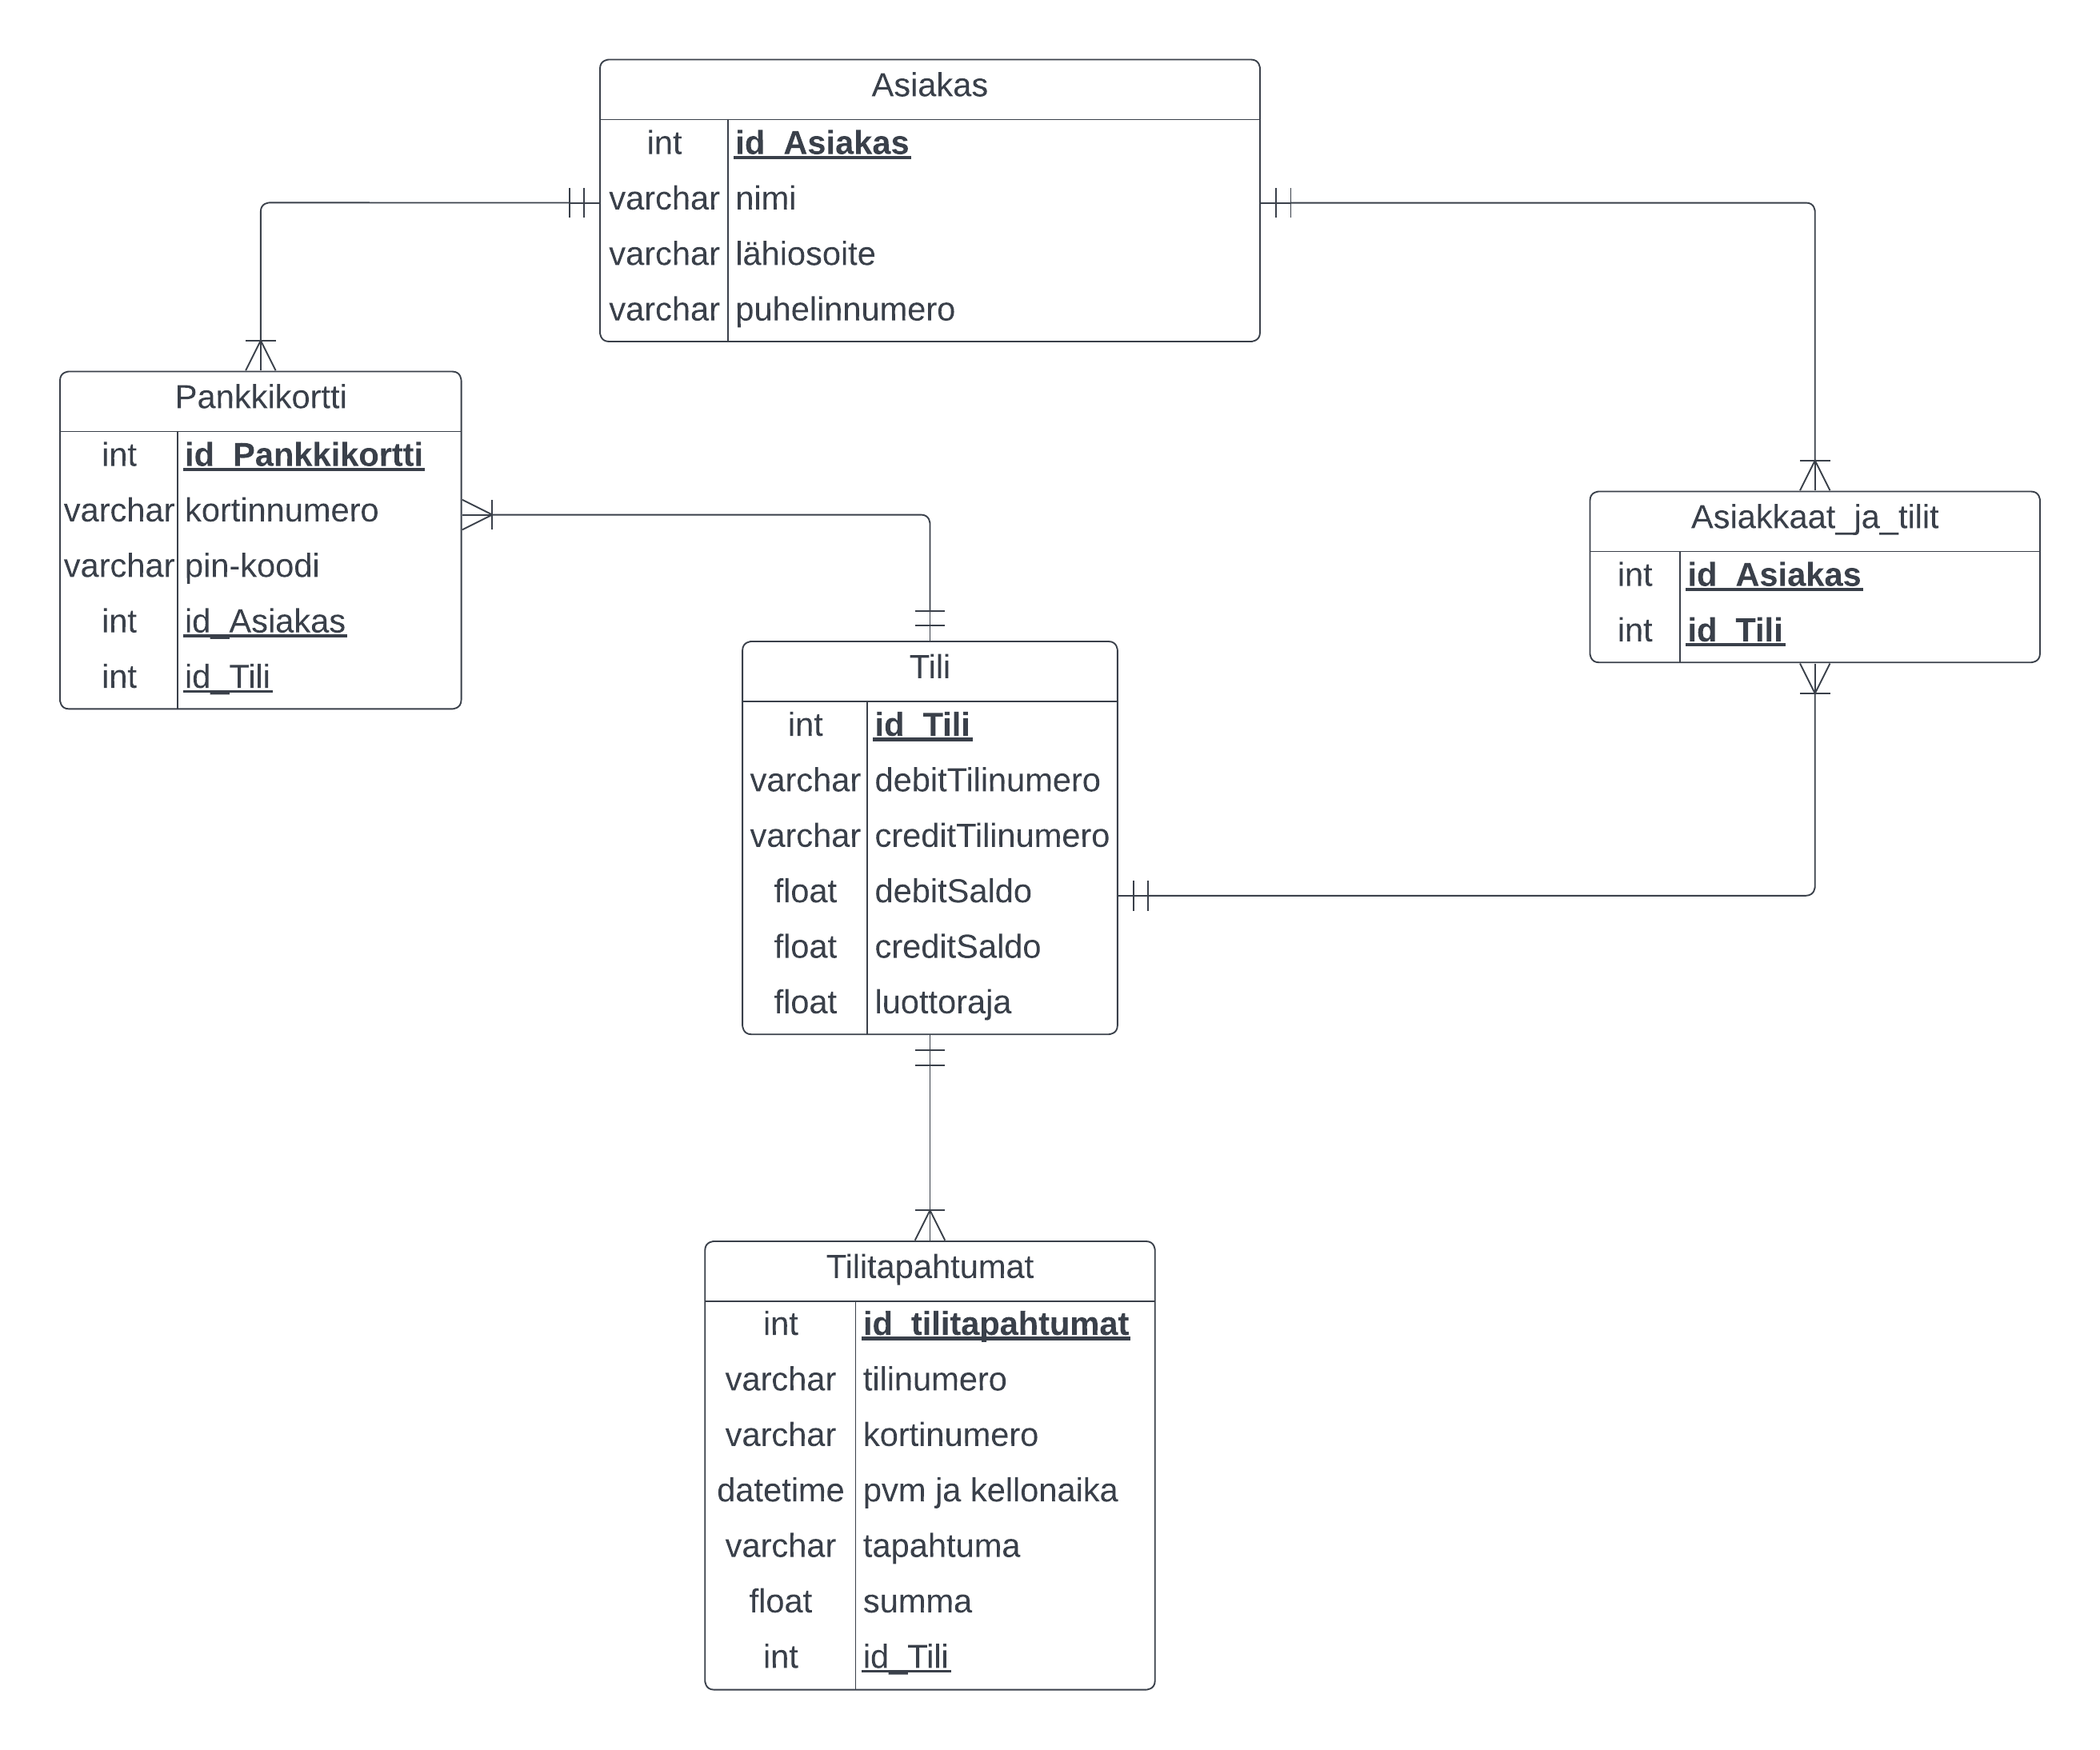 Asiakas
int id_Asiakas
varchar nimi
varchar lähiosoite
varchar puhelinnumero
Pankkikortti
int id_Pankkikortti
varchar kortinnumero
varchar pin-koodi
int id_Asiakas
int id_Tili
Asiakkaat_ja_tilit
int id_Asiakas
int id_Tili
Tili
int id_Tili
varchar debitTilinumero
varchar creditTilinumero
float debitSaldo
float creditSaldo
float luottoraja
Tilitapahtumat
int id_tilitapahtumat
varchar tilinumero
varchar kortinumero
datetime pvm ja kellonaika
varchar tapahtuma
float summa
int id_Tili